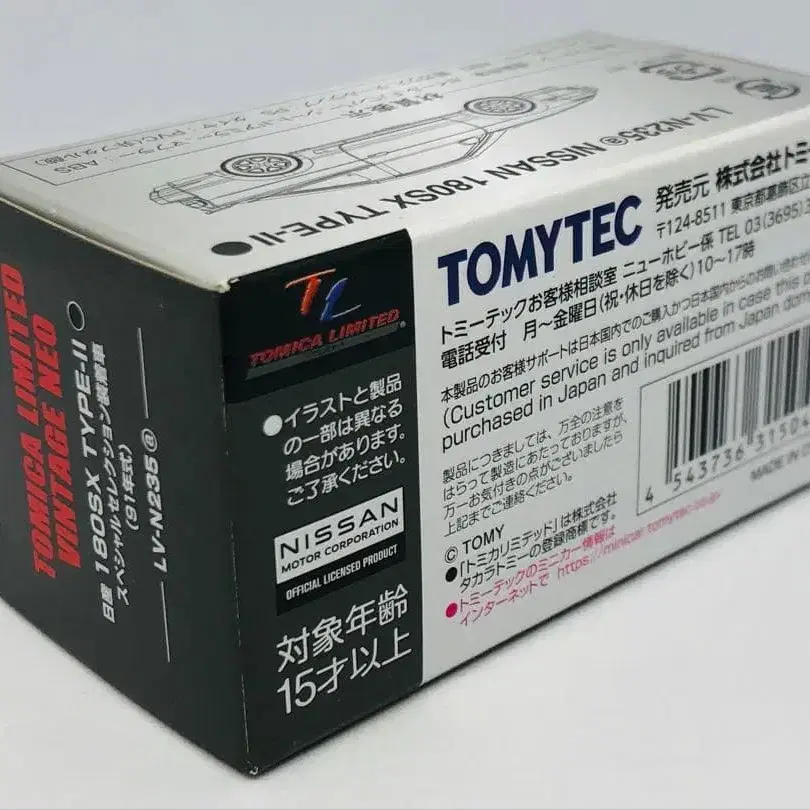 TOMICA LIMITED
VINTAGE NEO
日産 180SX TYPE-II
スペシャルセレクション装着車
(91年式)
LV-N235ⓐ
材質表示
LV-N235ⓐ NISSAN 180SX TYPE-II
TL
TOMICA LIMITED
●イラストと製品
の一部は異なる
場合があります。
ご了承ください。
NISSAN
MOTOR CORPORATION
OFFICIAL LICENSED PRODUCT
対象年齢
15才以上
TOMYTEC
発売元 株式会社トミー
〒124-8511 東京都葛飾区立
トミーテックお客様相談室 ニューホビー係 TEL 03(3695)3
電話受付 月～金曜日(祝・休日を除く)10～17時
本製品のお客様サポートは日本国内でのご購入かつ日本国内からのお問い合わせ
(Customer service is only available in case this
purchased in Japan and inquired from Japan dom
製品につきましては、万全の注意を
はらって製造にあたっておりますが、
万一お気付きの点がございましたら
上記までご連絡ください。
4 543736 31504
MADE IN
© TOMY
●「トミカリミテッド」は株式会社
タカラトミーの登録商標です。
●トミーテックのミニカー情報は
インターネットで https://minicar.tomytec.co.jp